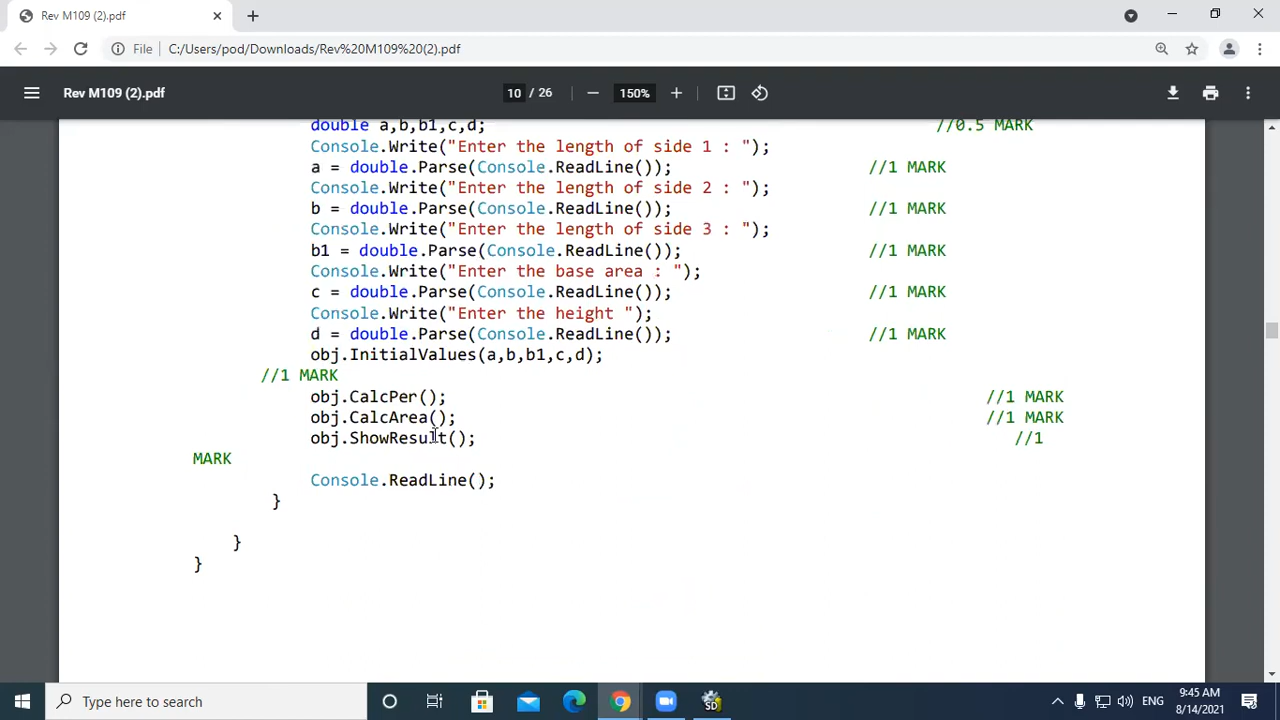 Rev M109 (2).pdf
File C:/Users/pod/Downloads/Rev%20M109%20(2).pdf
Rev M109 (2).pdf 10 / 26 150%
double a,b,b1,c,d; //0.5 MARK
Console.Write("Enter the length of side 1 : ");
a = double.Parse(Console.ReadLine()); //1 MARK
Console.Write("Enter the length of side 2 : ");
b = double.Parse(Console.ReadLine()); //1 MARK
Console.Write("Enter the length of side 3 : ");
b1 = double.Parse(Console.ReadLine()); //1 MARK
Console.Write("Enter the base area : ");
c = double.Parse(Console.ReadLine()); //1 MARK
Console.Write("Enter the height ");
d = double.Parse(Console.ReadLine()); //1 MARK
obj.InitialValues(a,b,b1,c,d);
//1 MARK
obj.CalcPer(); //1 MARK
obj.CalcArea(); //1 MARK
obj.ShowResult(); //1
MARK
Console.ReadLine();
}
}
}
Type here to search
SD
ENG
9:45 AM
8/14/2021